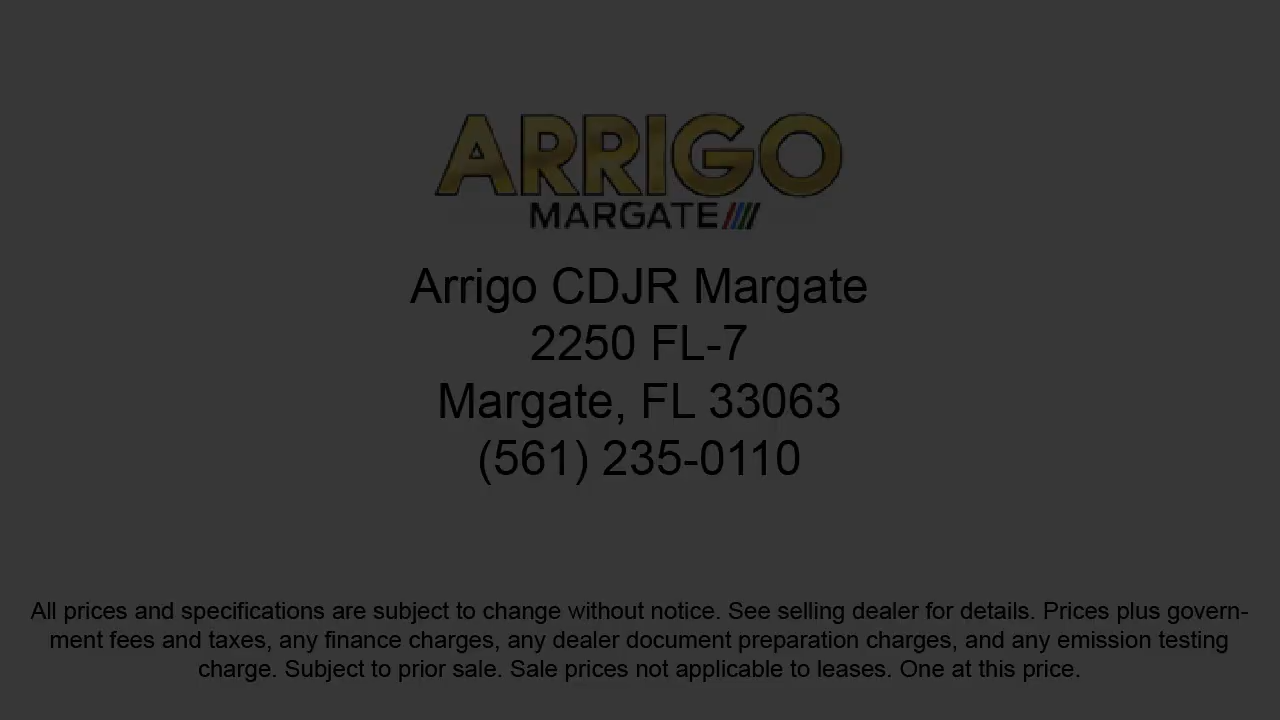 ARRIGO
MARGATE
Arrigo CDJR Margate
2250 FL-7
Margate, FL 33063
(561) 235-0110
All prices and specifications are subject to change without notice. See selling dealer for details. Prices plus govern-
ment fees and taxes, any finance charges, any dealer document preparation charges, and any emission testing
charge. Subject to prior sale. Sale prices not applicable to leases. One at this price.